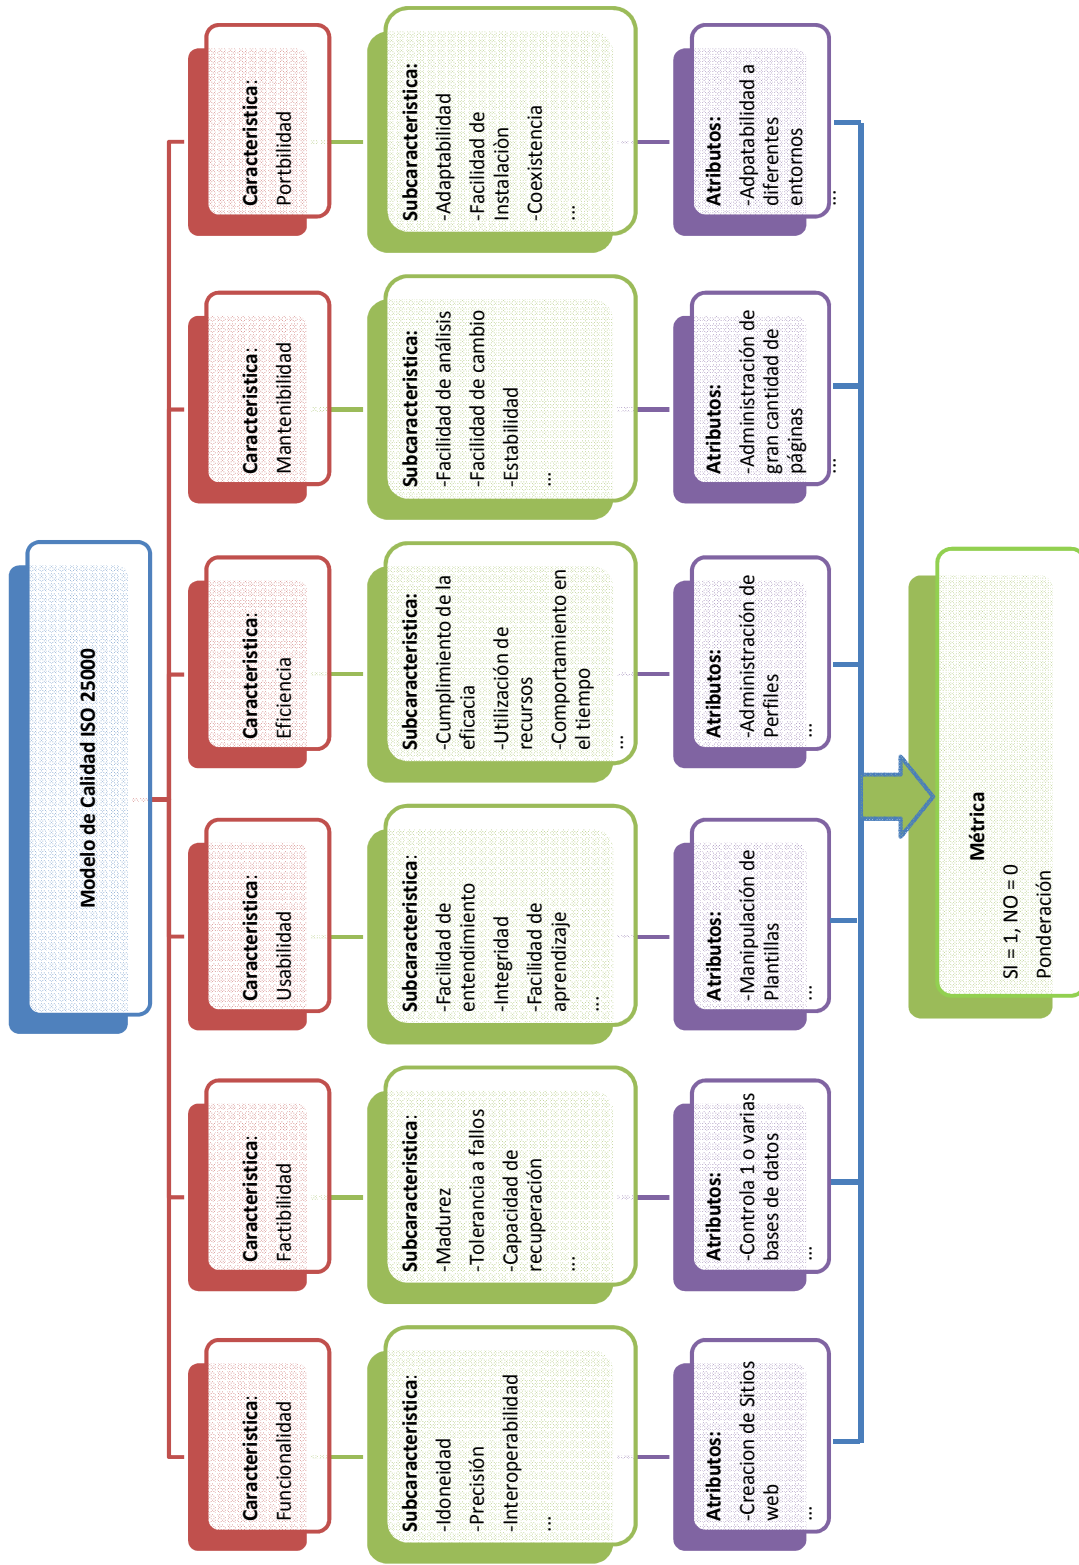 Modelo de Calidad ISO 25000
Caracteristica:
Funcionalidad
Caracteristica:
Factibilidad
Caracteristica:
Usabilidad
Caracteristica:
Eficiencia
Caracteristica:
Mantenibilidad
Caracteristica:
Portbilidad
Subcaracteristica:
-Idoneidad
-Precisión
-Interoperabilidad
...
Subcaracteristica:
-Madurez
-Tolerancia a fallos
-Capacidad de
recuperación
...
Subcaracteristica:
-Facilidad de
entendimiento
-Integridad
-Facilidad de
aprendizaje
...
Subcaracteristica:
-Cumplimiento de la
eficacia
-Utilización de
recursos
-Comportamiento en
el tiempo
...
Subcaracteristica:
-Facilidad de análisis
-Facilidad de cambio
-Estabilidad
...
Subcaracteristica:
-Adaptabilidad
-Facilidad de
Instalaciòn
-Coexistencia
...
Atributos:
-Creacion de Sitios
web
...
Atributos:
-Controla 1 o varias
bases de datos
...
Atributos:
-Manipulación de
Plantillas
...
Atributos:
-Administración de
Perfiles
...
Atributos:
-Administración de
gran cantidad de
páginas
...
Atributos:
-Adpatabilidad a
diferentes
entornos
...
Métrica
SI = 1, NO = 0
Ponderación